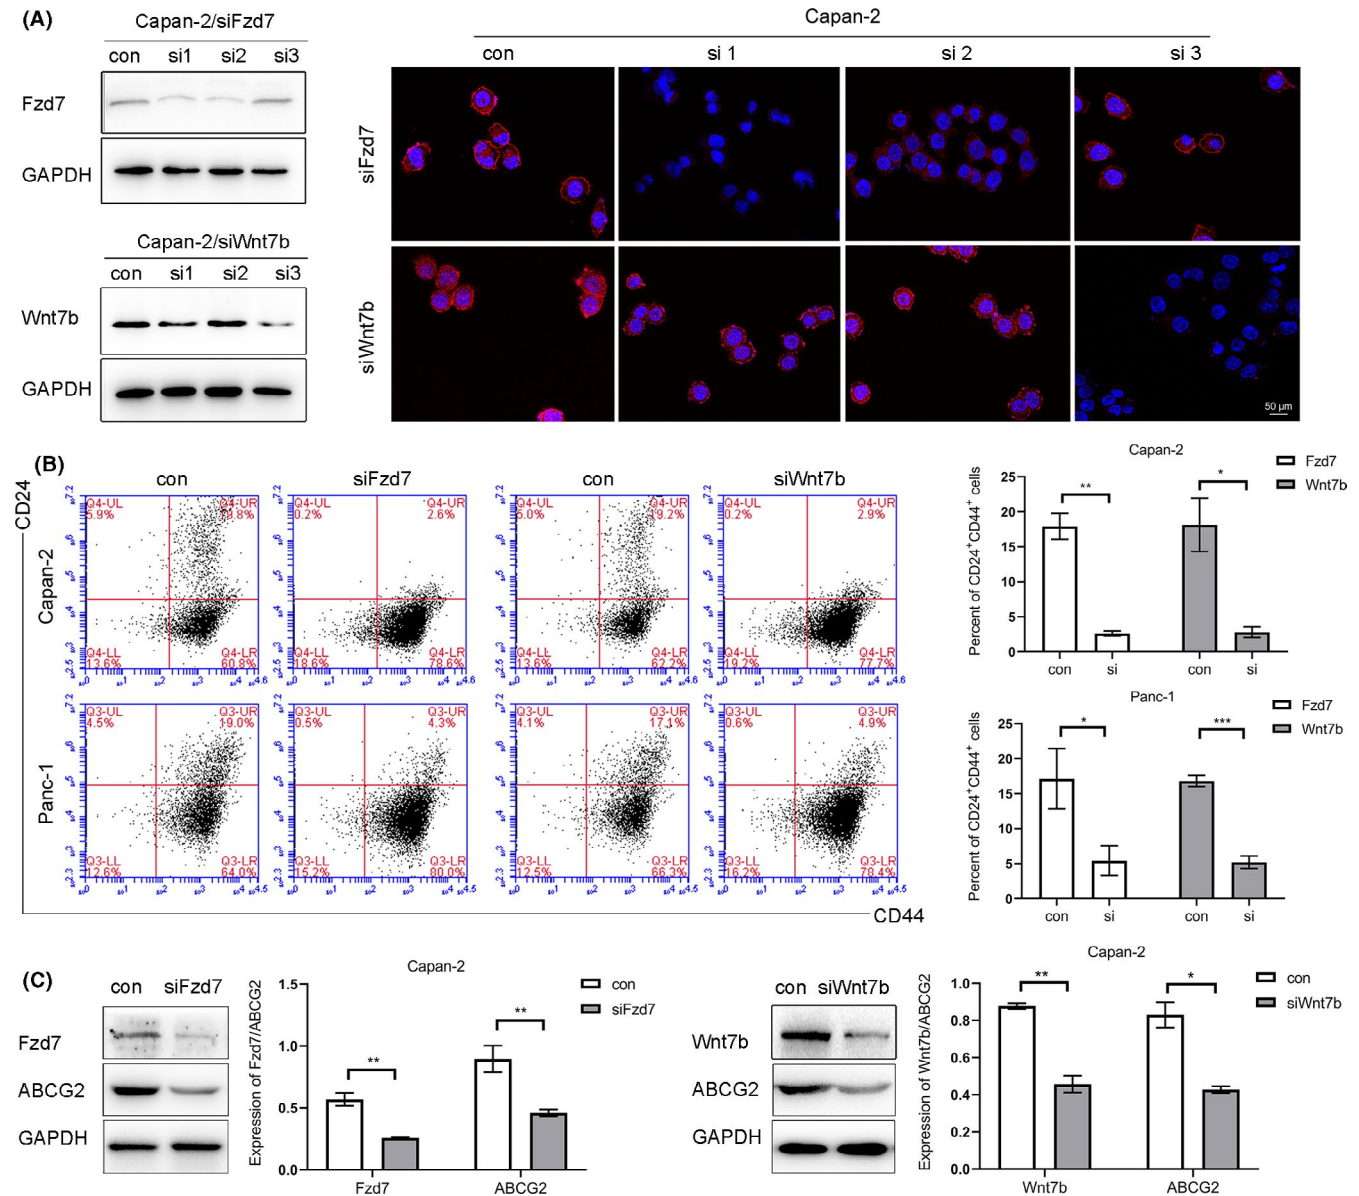 (A)
Capan-2/siFzd7
con si1 si2 si3
Fzd7
GAPDH
Capan-2/siWnt7b
con si1 si2 si3
Wnt7b
GAPDH
Capan-2
con si 1 si 2 si 3
siFzd7
siWnt7b
50 µm
(B)
CD24
con siFzd7 con siWnt7b
Capan-2
Q4-UL Q4-UR
5.9%
Q4-LL Q4-LR
13.6% 60.8%
Q4-UL Q4-UR
0.2% 2.6%
Q4-LL Q4-LR
18.6% 78.6%
Q4-UL Q4-UR
5.0% 19.2%
Q4-LL Q4-LR
13.6% 62.2%
Q4-UL Q4-UR
0.2% 2.9%
Q4-LL Q4-LR
19.2% 77.7%
Panc-1
Q3-UL Q3-UR
4.5% 19.0%
Q3-LL Q3-LR
12.6% 64.0%
Q3-UL Q3-UR
0.5% 4.3%
Q3-LL Q3-LR
15.2% 80.0%
Q3-UL Q3-UR
4.1% 17.1%
Q3-LL Q3-LR
12.5% 66.3%
Q3-UL Q3-UR
0.6% 4.9%
Q3-LL Q3-LR
16.2% 78.4%
CD44
Capan-2
Percent of CD24+CD44+ cells
25
20
15
10
5
0
** *
con si con si
Fzd7
Wnt7b
Panc-1
Percent of CD24+CD44+ cells
25
20
15
10
5
0
* ***
con si con si
Fzd7
Wnt7b
(C)
con siFzd7
Fzd7
ABCG2
GAPDH
Capan-2
Expression of Fzd7/ABCG2
1.5
1.0
0.5
0.0
** **
Fzd7 ABCG2
con
siFzd7
con siWnt7b
Wnt7b
ABCG2
GAPDH
Capan-2
Expression of Wnt7b/ABCG2
1.0
0.8
0.6
0.4
0.2
0.0
** *
Wnt7b ABCG2
con
siWnt7b